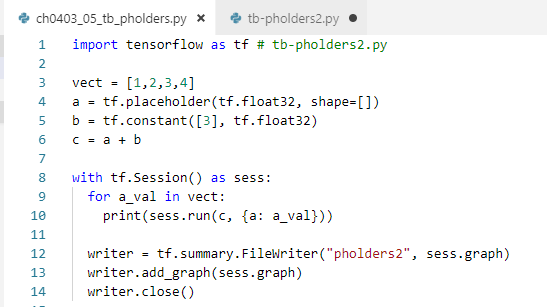 ch0403_05_tb_pholders.py × tb-pholders2.py ●
1 import tensorflow as tf # tb-pholders2.py
2
3 vect = [1,2,3,4]
4 a = tf.placeholder(tf.float32, shape=[])
5 b = tf.constant([3], tf.float32)
6 c = a + b
7
8 with tf.Session() as sess:
9   for a_val in vect:
10     print(sess.run(c, {a: a_val}))
11
12   writer = tf.summary.FileWriter("pholders2", sess.graph)
13   writer.add_graph(sess.graph)
14   writer.close()